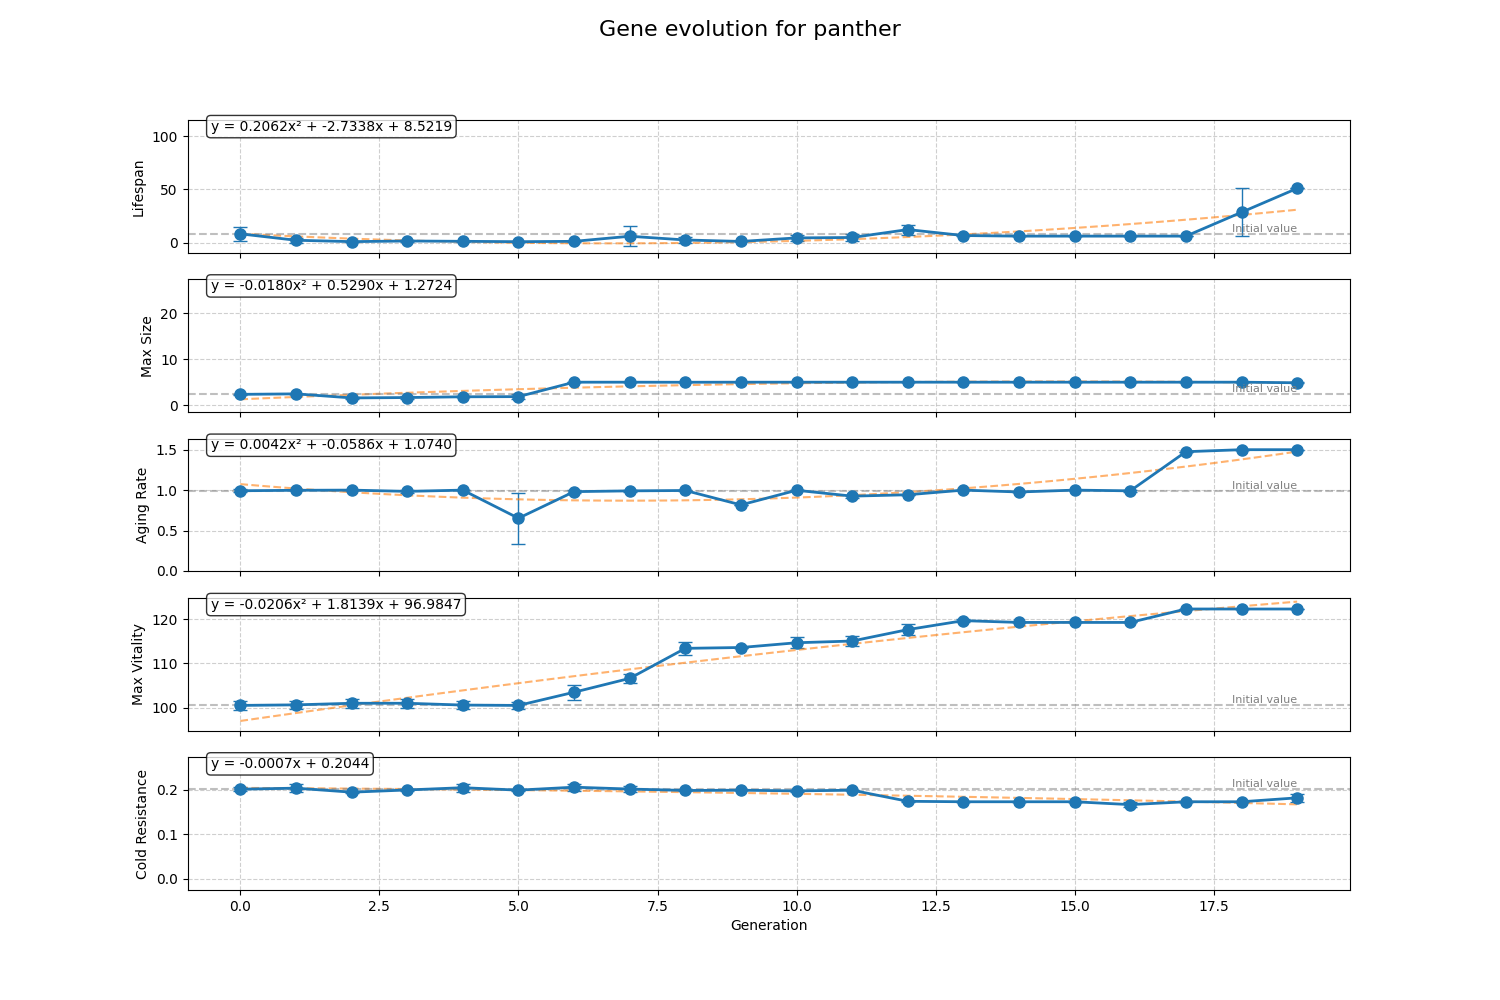 Gene evolution for panther
y = 0.2062x² + -2.7338x + 8.5219
100
50
0
Lifespan
Initial value
y = -0.0180x² + 0.5290x + 1.2724
20
10
0
Max Size
Initial value
y = 0.0042x² + -0.0586x + 1.0740
1.5
1.0
0.5
0.0
Aging Rate
Initial value
y = -0.0206x² + 1.8139x + 96.9847
120
110
100
Max Vitality
Initial value
y = -0.0007x + 0.2044
0.2
0.1
0.0
Cold Resistance
Initial value
0.0 2.5 5.0 7.5 10.0 12.5 15.0 17.5
Generation